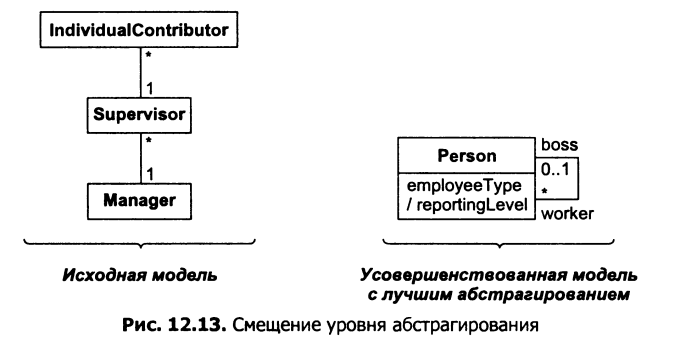 IndividualContributor
*
1
Supervisor
*
1
Manager
Исходная модель
Person
employeeType
/ reportingLevel
boss
0..1
*
worker
Усовершенствованная модель
с лучшим абстрагированием
Рис. 12.13. Смещение уровня абстрагирования